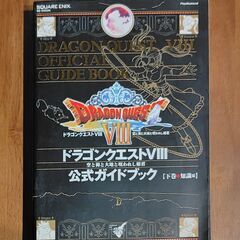 SQUARE ENIX.
DRAGON QUEST VIII
OFFICIAL
GUIDE BOOK
DRAGON QUEST
VIII
ドラゴンクエストVIII
空と海と大地と呪われし姫君
ドラゴンクエストVIII
空と海と大地と呪われし姫君
公式ガイドブック
【下巻●知識編】